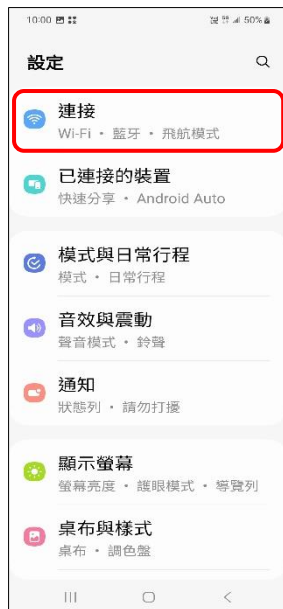 10:00
50%
設定
連接
Wi-Fi • 藍牙 • 飛航模式
已連接的裝置
快速分享 • Android Auto
模式與日常行程
模式 • 日常行程
音效與震動
聲音模式 • 鈴聲
通知
狀態列 • 請勿打擾
顯示螢幕
螢幕亮度 • 護眼模式 • 導覽列
桌布與樣式
桌布 • 調色盤